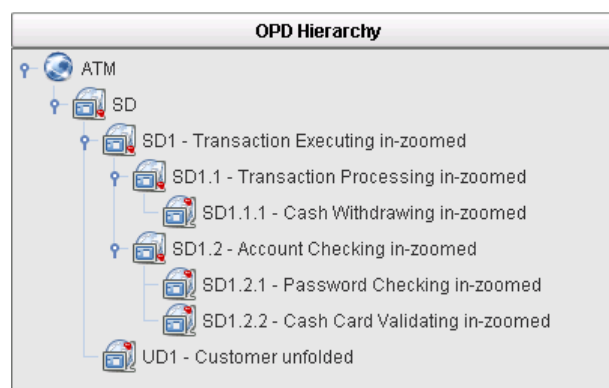 OPD Hierarchy
ATM
SD
SD1 - Transaction Executing in-zoomed
SD1.1 - Transaction Processing in-zoomed
SD1.1.1 - Cash Withdrawing in-zoomed
SD1.2 - Account Checking in-zoomed
SD1.2.1 - Password Checking in-zoomed
SD1.2.2 - Cash Card Validating in-zoomed
UD1 - Customer unfolded